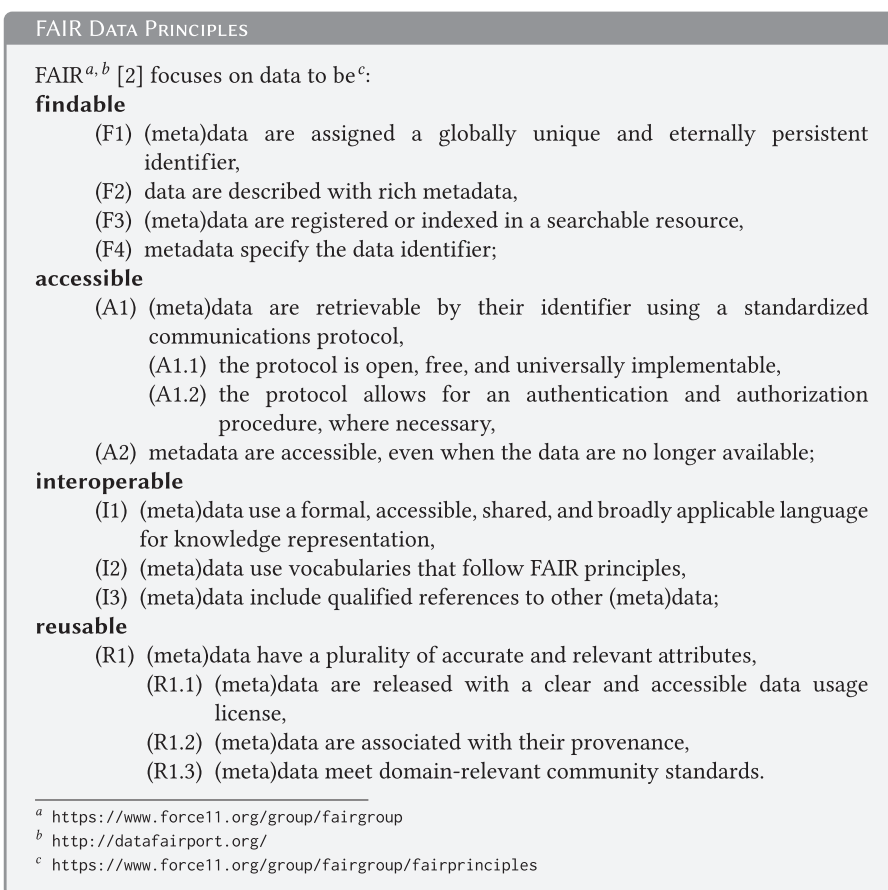 FAIR DATA PRINCIPLES
FAIR a, b [2] focuses on data to be c:
findable
(F1) (meta)data are assigned a globally unique and eternally persistent
identifier,
(F2) data are described with rich metadata,
(F3) (meta)data are registered or indexed in a searchable resource,
(F4) metadata specify the data identifier;
accessible
(A1) (meta)data are retrievable by their identifier using a standardized
communications protocol,
(A1.1) the protocol is open, free, and universally implementable,
(A1.2) the protocol allows for an authentication and authorization
procedure, where necessary,
(A2) metadata are accessible, even when the data are no longer available;
interoperable
(I1) (meta)data use a formal, accessible, shared, and broadly applicable language
for knowledge representation,
(I2) (meta)data use vocabularies that follow FAIR principles,
(I3) (meta)data include qualified references to other (meta)data;
reusable
(R1) (meta)data have a plurality of accurate and relevant attributes,
(R1.1) (meta)data are released with a clear and accessible data usage
license,
(R1.2) (meta)data are associated with their provenance,
(R1.3) (meta)data meet domain-relevant community standards.
a https://www.force11.org/group/fairgroup
b http://datafairport.org/
c https://www.force11.org/group/fairgroup/fairprinciples